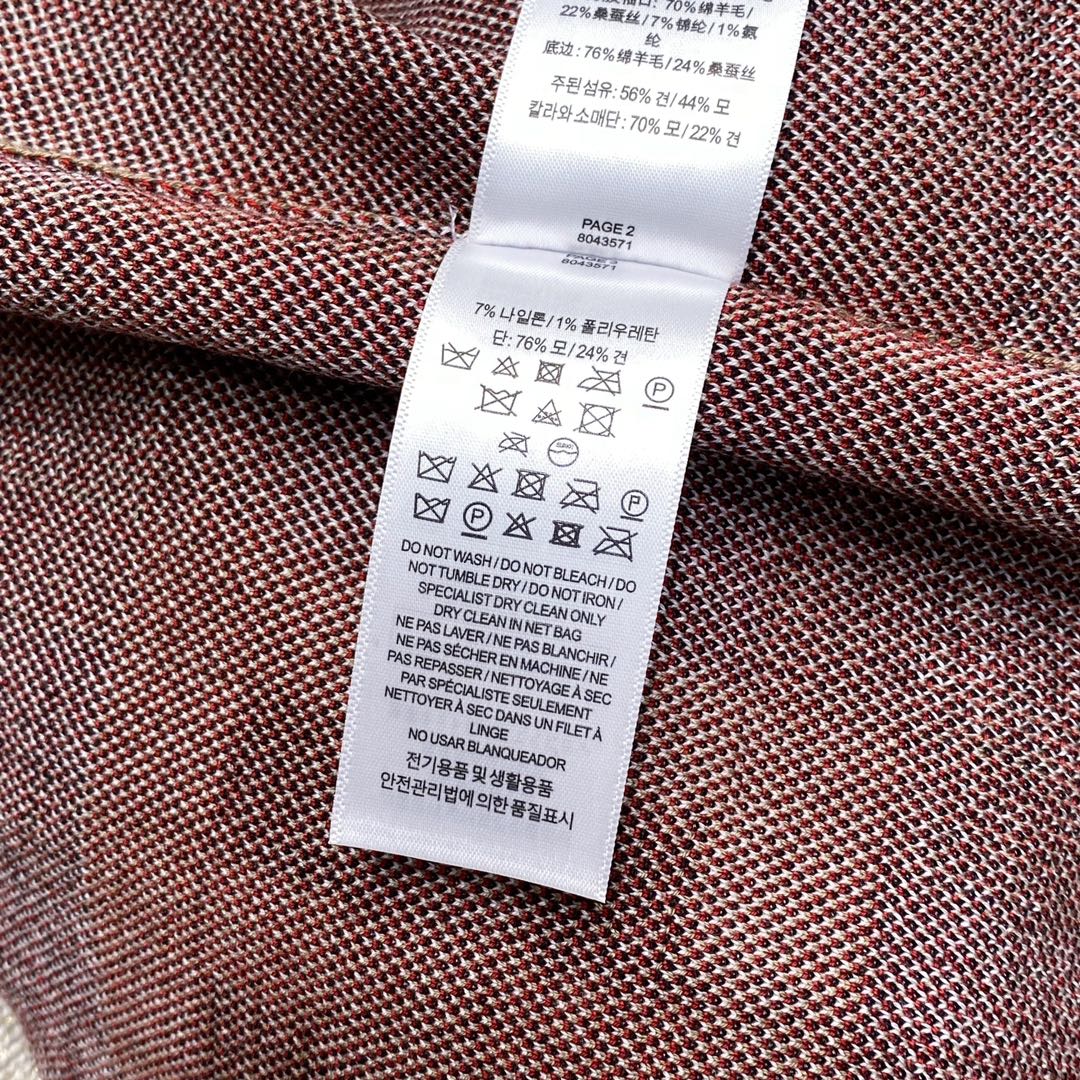 70%绵羊毛/
22%桑蚕丝/7%锦纶/1%氨
纶
底边:76%绵羊毛/24%桑蚕丝
주된섬유: 56% 견/44% 모
칼라와소매단: 70% 모/22% 견
PAGE 2
8043571
PAGE 3
8043571
7% 나일론/1% 폴리우레탄
단: 76% 모/24% 견
P
P
P
DO NOT WASH / DO NOT BLEACH / DO
NOT TUMBLE DRY / DO NOT IRON /
SPECIALIST DRY CLEAN ONLY
DRY CLEAN IN NET BAG
NE PAS LAVER / NE PAS BLANCHIR /
NE PAS SÉCHER EN MACHINE / NE
PAS REPASSER / NETTOYAGE À SEC
PAR SPÉCIALISTE SEULEMENT
NETTOYER À SEC DANS UN FILET À
LINGE
NO USAR BLANQUEADOR
전기용품 및 생활용품
안전관리법에 의한 품질표시